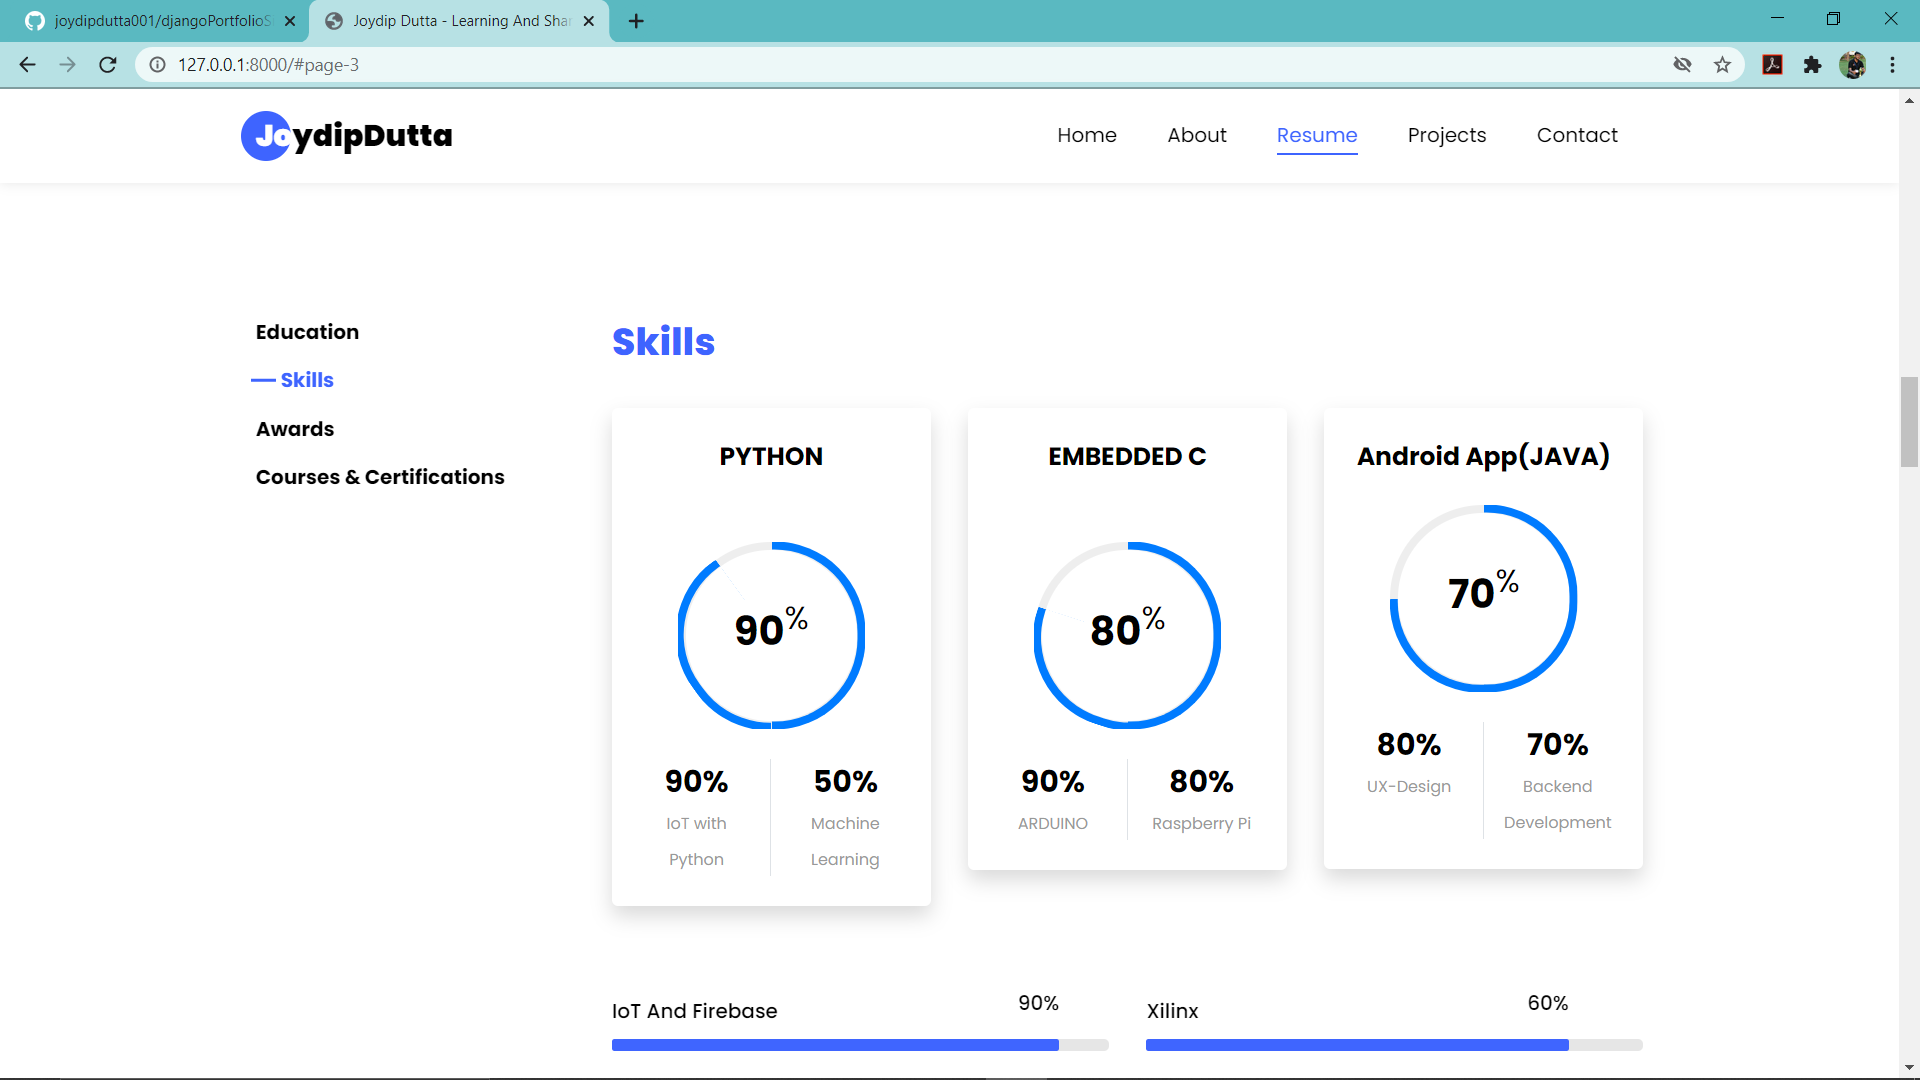 joydipdutta001/djangoPortfolioS
Joydip Dutta - Learning And Shar
127.0.0.1:8000/#page-3
JoydipDutta
Home
About
Resume
Projects
Contact
Education
Skills
Awards
Courses & Certifications
Skills
PYTHON
90%
90%
IoT with
Python
50%
Machine
Learning
EMBEDDED C
80%
90%
ARDUINO
80%
Raspberry Pi
Android App(JAVA)
70%
80%
UX-Design
70%
Backend
Development
IoT And Firebase
90%
Xilinx
60%